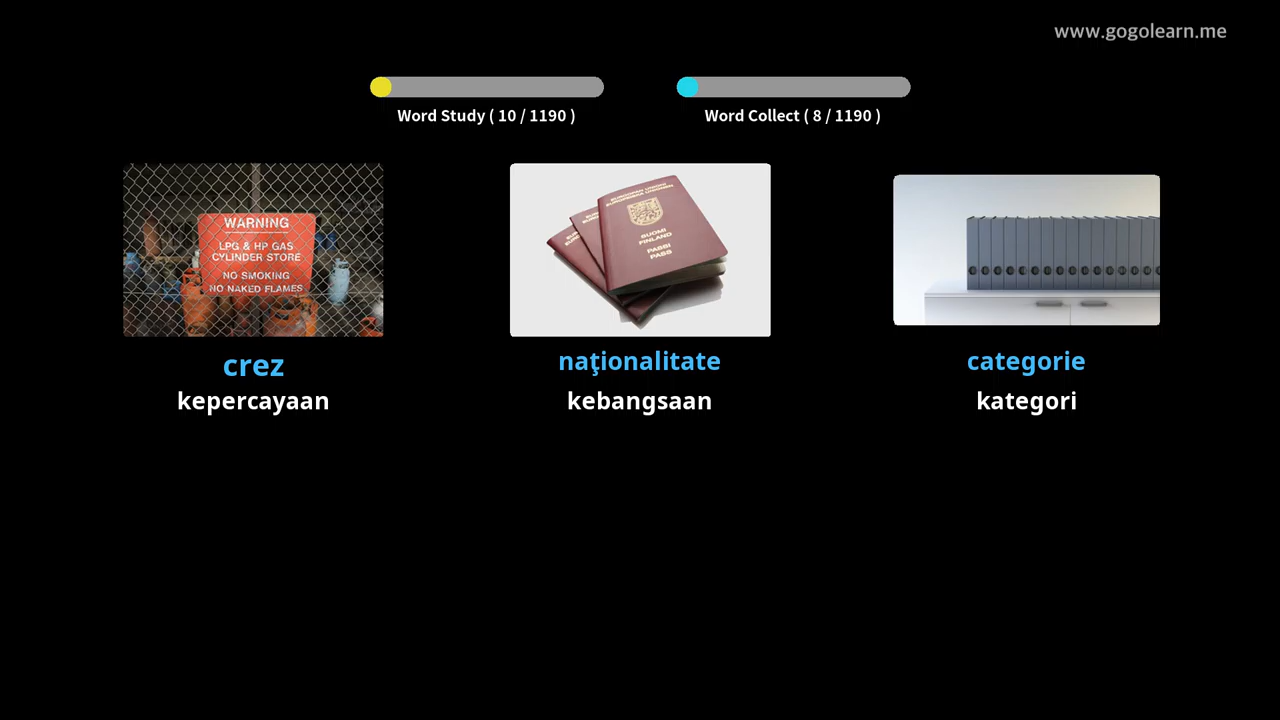 www.gogolearn.me
Word Study ( 10 / 1190 )
Word Collect ( 8 / 1190 )
WARNING
LPG & HP GAS
CYLINDER STORE
NO SMOKING
NO NAKED FLAMES
SUOMI
FINLAND
PASSI
PASS
crez
naţionalitate
categorie
kepercayaan
kebangsaan
kategori